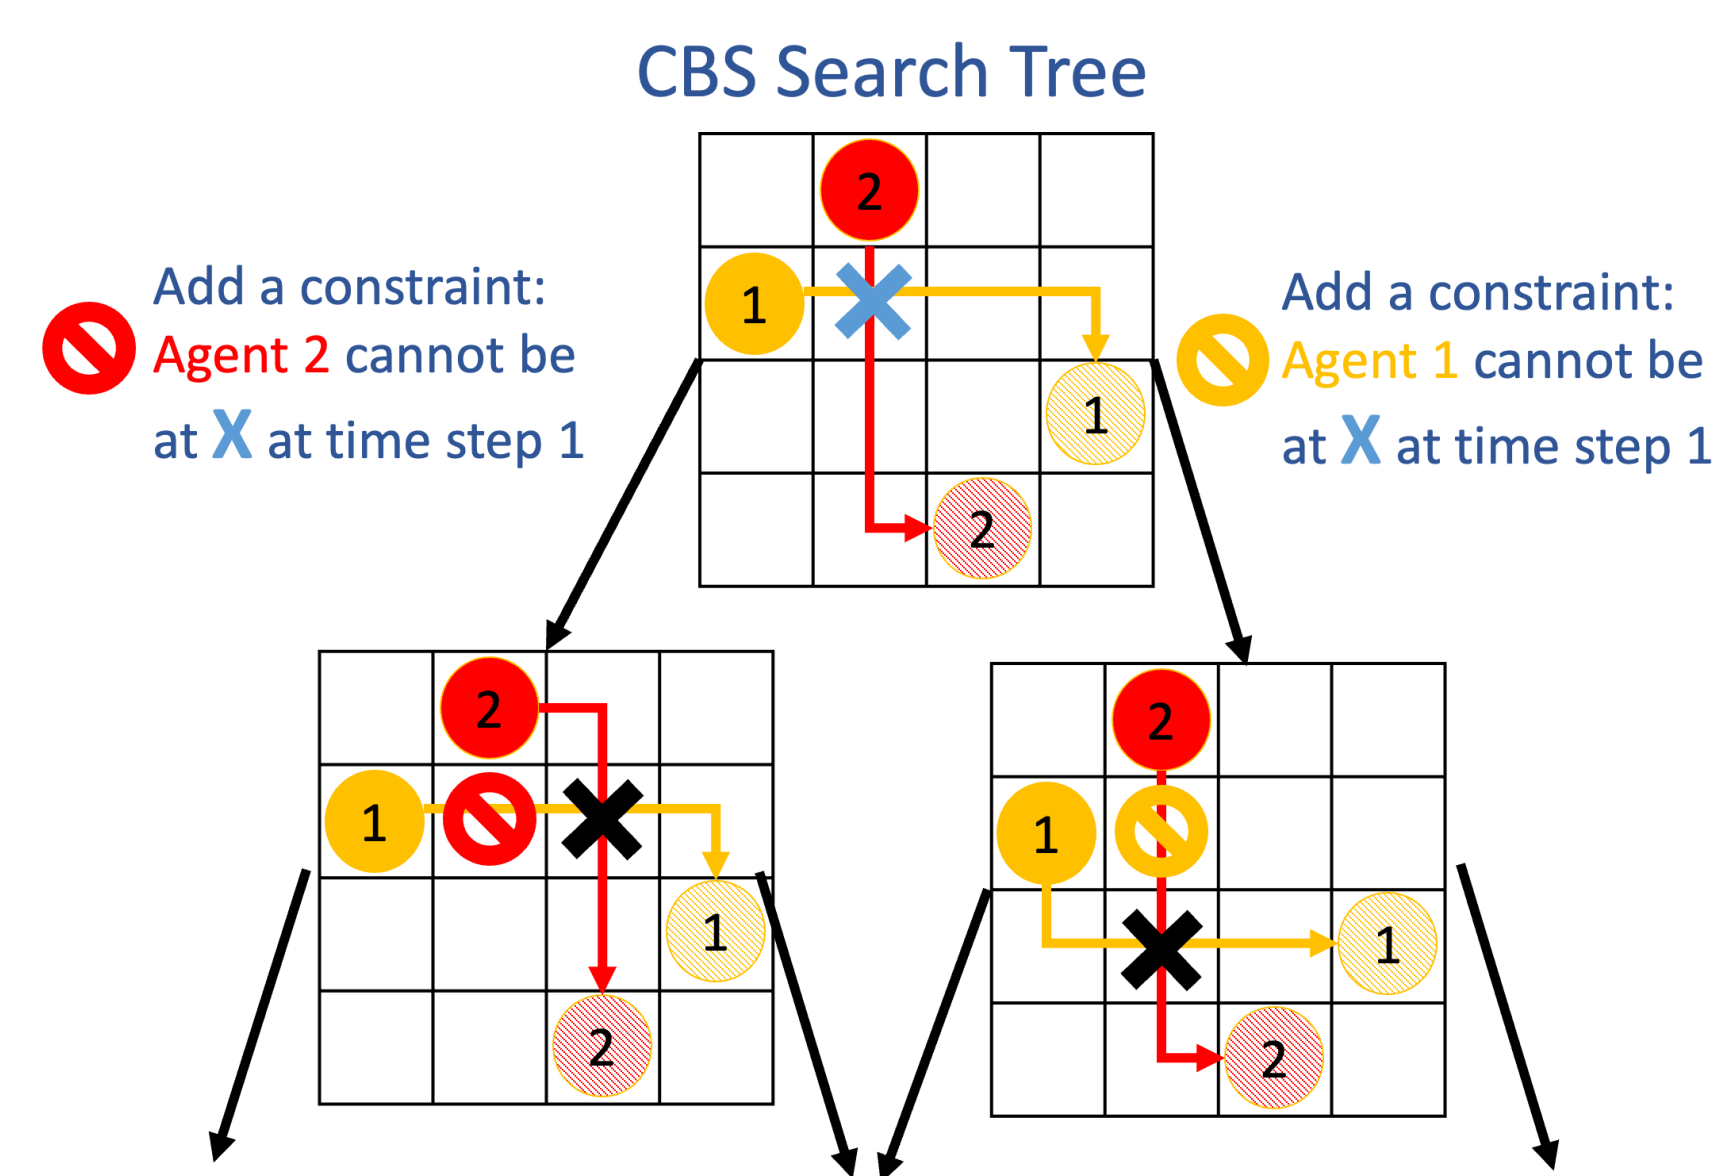 CBS Search Tree
2
1
1
2
Add a constraint:
Agent 2 cannot be
at X at time step 1
Add a constraint:
Agent 1 cannot be
at X at time step 1
2
1
1
2
2
1
1
2